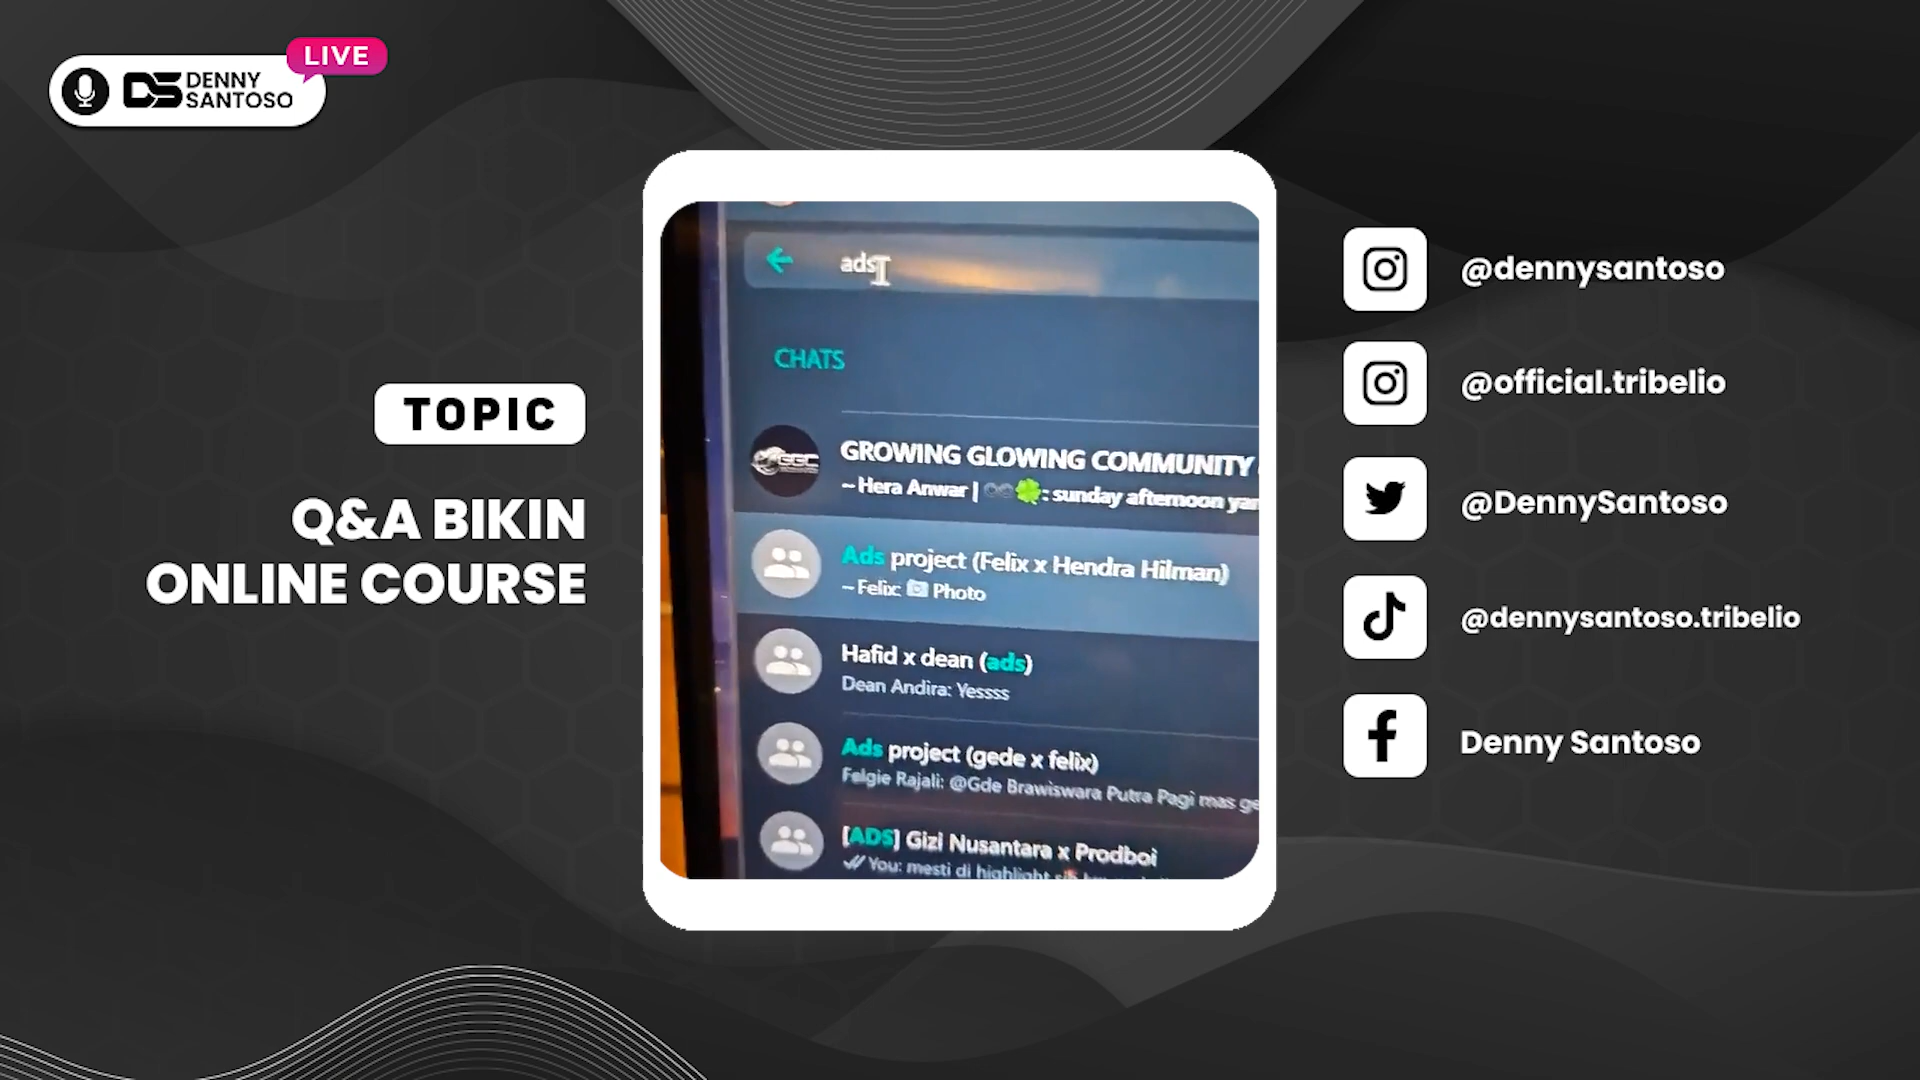 LIVE
DS DENNY
SANTOSO
TOPIC
Q&A BIKIN
ONLINE COURSE
ads
CHATS
GROWING GLOWING COMMUNITY
~ Hera Anwar | ♾️🍀: sunday afternoon
Ads project (Felix x Hendra Hilman)
~ Felix: 📷 Photo
Hafid x dean (ads)
Dean Andira: Yessss
Ads project (gede x felix)
Felgie Rajali: @Gde Brawiswara Putra Pagi mas
[ADS] Gizi Nusantara x Prodboi
You: mesti di highlight
@dennysantoso
@official.tribelio
@DennySantoso
@dennysantoso.tribelio
Denny Santoso